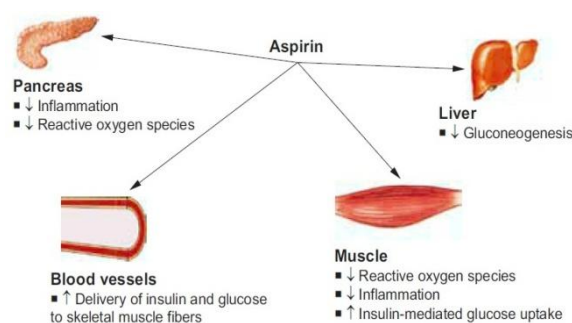 Aspirin
Pancreas
■ ↓ Inflammation
■ ↓ Reactive oxygen species
Liver
■ ↓ Gluconeogenesis
Blood vessels
■ ↑ Delivery of insulin and glucose
to skeletal muscle fibers
Muscle
■ ↓ Reactive oxygen species
■ ↓ Inflammation
■ ↑ Insulin-mediated glucose uptake